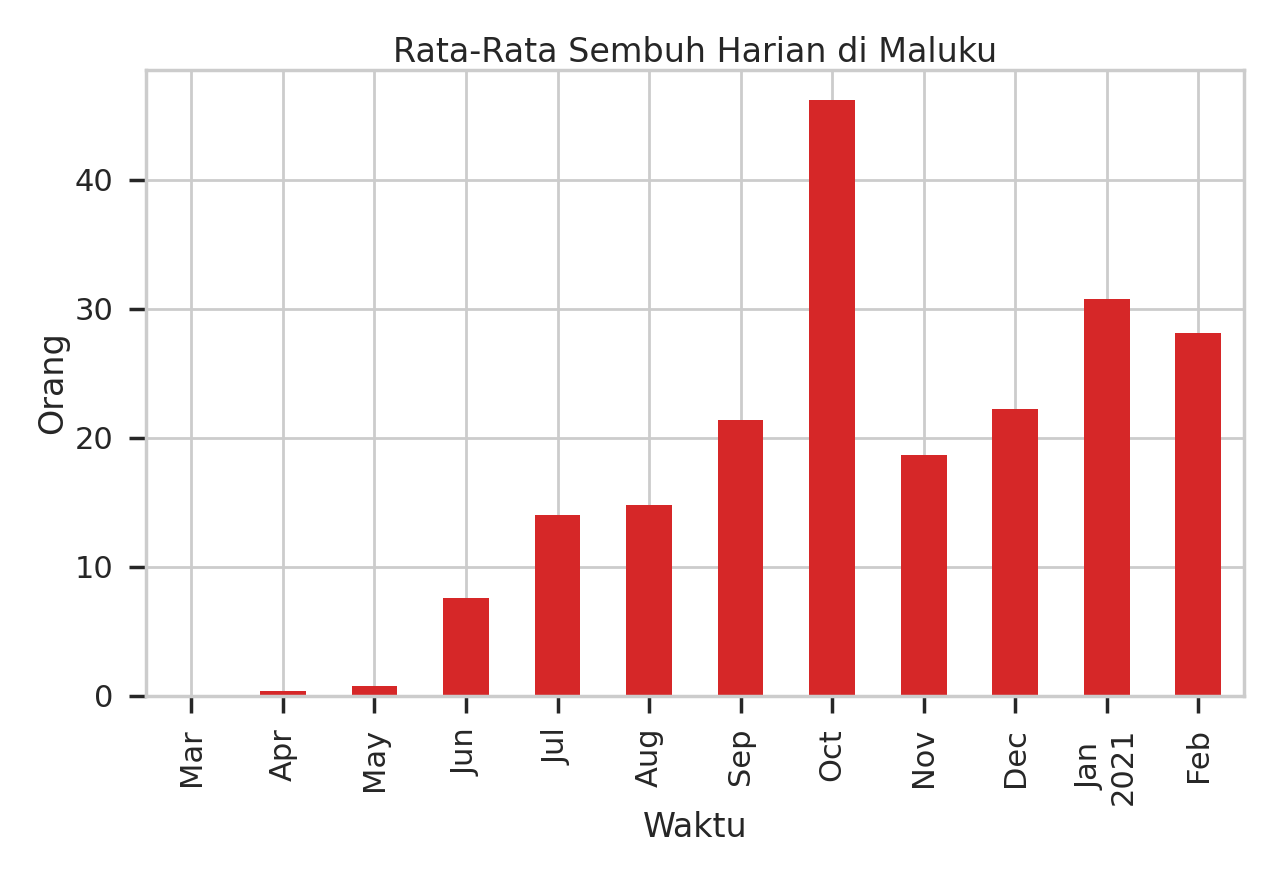 Rata-Rata Sembuh Harian di Maluku
Orang
40
30
20
10
0
Mar
Apr
May
Jun
Jul
Aug
Sep
Oct
Nov
Dec
Jan
2021
Feb
Waktu